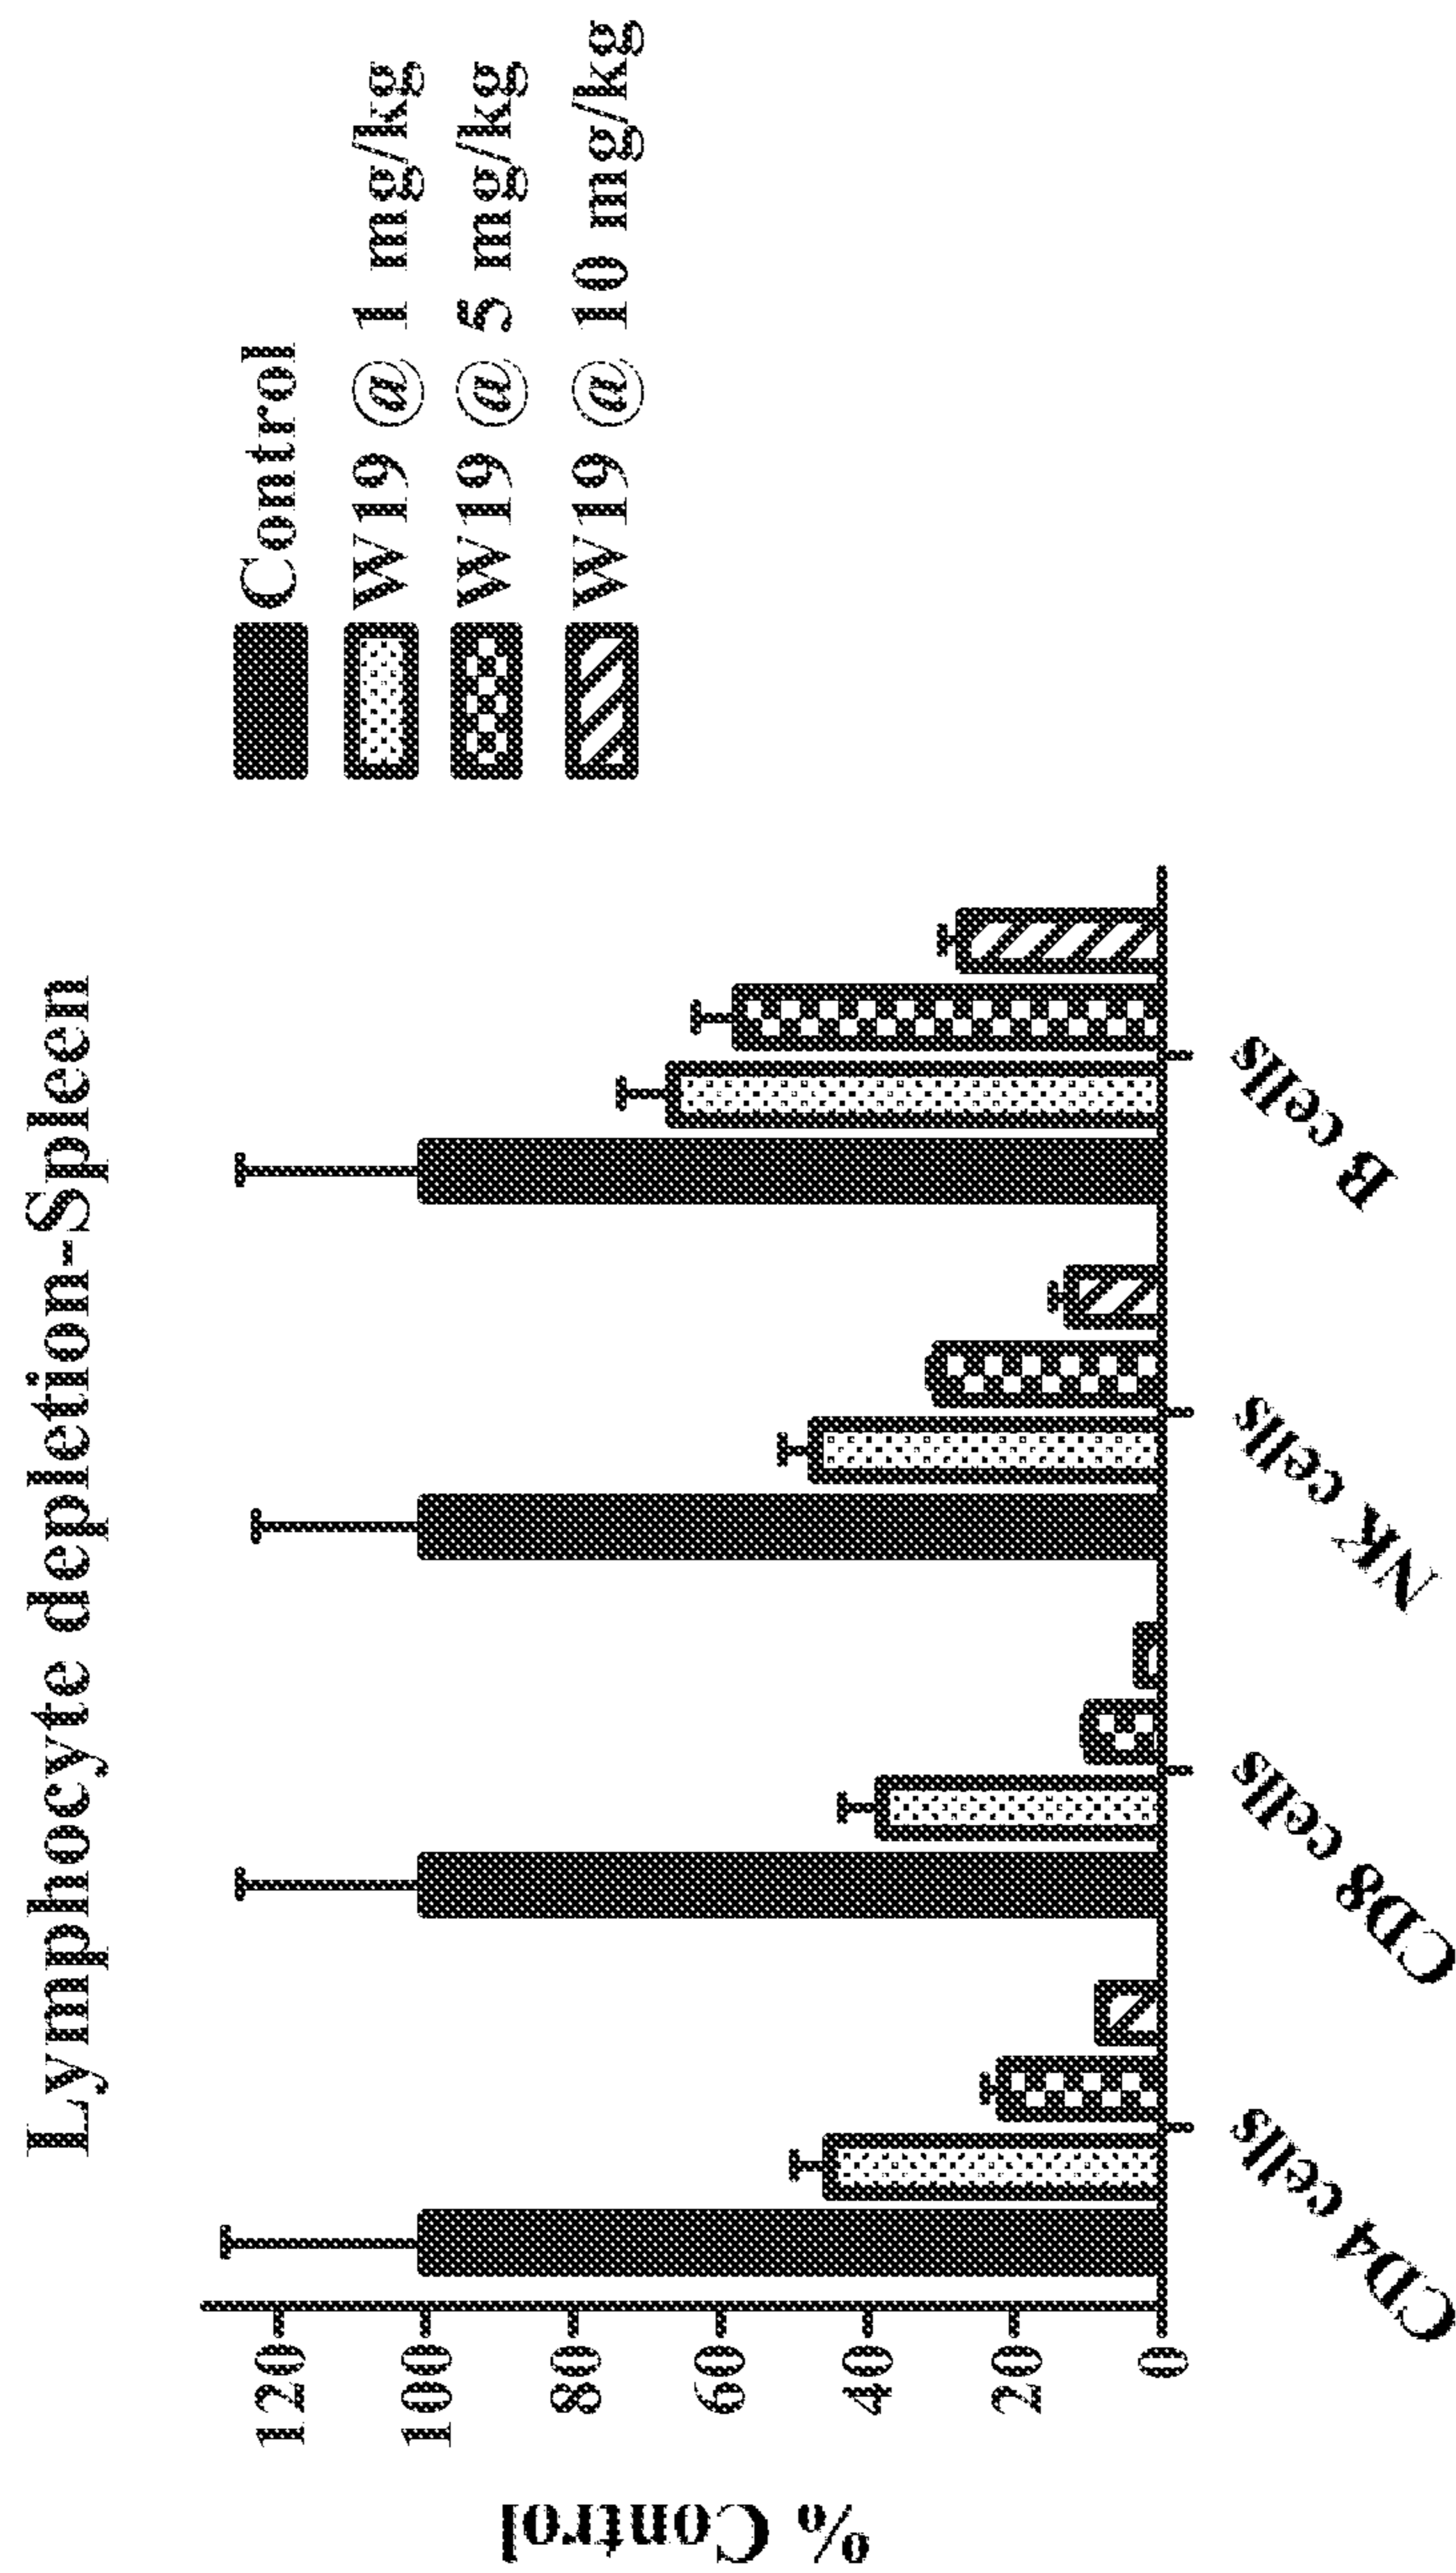 Lymphocyte depletion-Spleen
Control
W19 @ 1 mg/kg
W19 @ 5 mg/kg
W19 @ 10 mg/kg
% Control
120
100
80
60
40
20
0
CD4 cells
CD8 cells
NK cells
B cells